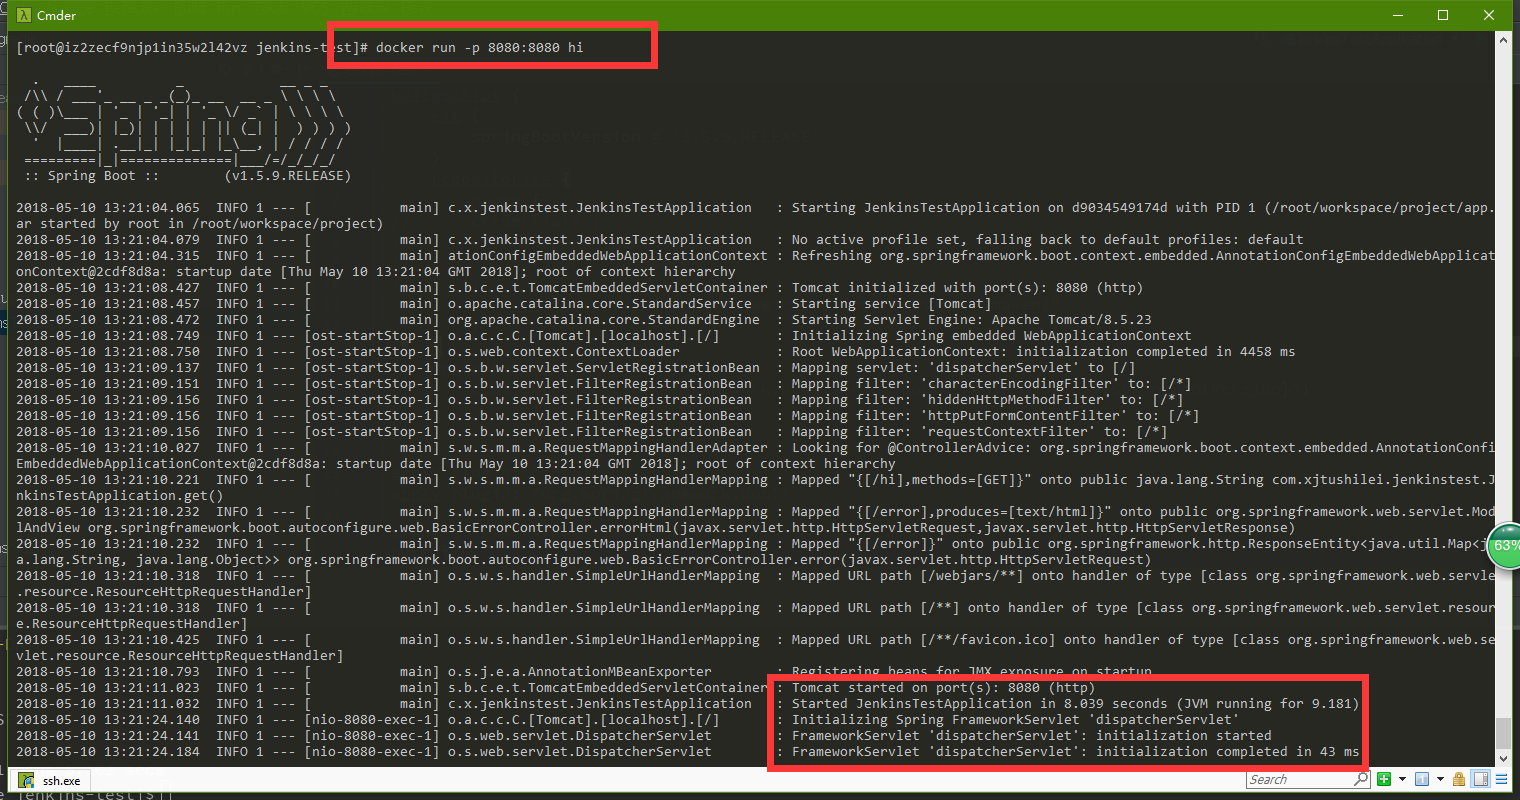 Cmder
[root@iz2zecf9njp1in35w2l42vz jenkins-test]# docker run -p 8080:8080 hi
  .   ____          _            __ _ _
 /\\ / ___'_ __ _ _(_)_ __  __ _ \ \ \ \
( ( )\___ | '_ | '_| | '_ \/ _` | \ \ \ \
 \\/  ___)| |_)| | | | | || (_| |  ) ) ) )
  '  |____| .__|_| |_|_| |_\__, | / / / /
 =========|_|==============|___/=/_/_/_/
 :: Spring Boot ::        (v1.5.9.RELEASE)
2018-05-10 13:21:04.065  INFO 1 --- [           main] c.x.jenkinstest.JenkinsTestApplication   : Starting JenkinsTestApplication on d9034549174d with PID 1 (/root/workspace/project/app.
ar started by root in /root/workspace/project)
2018-05-10 13:21:04.079  INFO 1 --- [           main] c.x.jenkinstest.JenkinsTestApplication   : No active profile set, falling back to default profiles: default
2018-05-10 13:21:04.315  INFO 1 --- [           main] ationConfigEmbeddedWebApplicationContext : Refreshing org.springframework.boot.context.embedded.AnnotationConfigEmbeddedWebApplicat
onContext@2cdf8d8a: startup date [Thu May 10 13:21:04 GMT 2018]; root of context hierarchy
2018-05-10 13:21:08.427  INFO 1 --- [           main] s.b.c.e.t.TomcatEmbeddedServletContainer : Tomcat initialized with port(s): 8080 (http)
2018-05-10 13:21:08.457  INFO 1 --- [           main] o.apache.catalina.core.StandardService   : Starting service [Tomcat]
2018-05-10 13:21:08.472  INFO 1 --- [           main] org.apache.catalina.core.StandardEngine  : Starting Servlet Engine: Apache Tomcat/8.5.23
2018-05-10 13:21:08.749  INFO 1 --- [ost-startStop-1] o.a.c.c.C.[Tomcat].[localhost].[/]       : Initializing Spring embedded WebApplicationContext
2018-05-10 13:21:08.750  INFO 1 --- [ost-startStop-1] o.s.web.context.ContextLoader            : Root WebApplicationContext: initialization completed in 4458 ms
2018-05-10 13:21:09.137  INFO 1 --- [ost-startStop-1] o.s.b.w.servlet.ServletRegistrationBean  : Mapping servlet: 'dispatcherServlet' to [/]
2018-05-10 13:21:09.151  INFO 1 --- [ost-startStop-1] o.s.b.w.servlet.FilterRegistrationBean   : Mapping filter: 'characterEncodingFilter' to: [/*]
2018-05-10 13:21:09.156  INFO 1 --- [ost-startStop-1] o.s.b.w.servlet.FilterRegistrationBean   : Mapping filter: 'hiddenHttpMethodFilter' to: [/*]
2018-05-10 13:21:09.156  INFO 1 --- [ost-startStop-1] o.s.b.w.servlet.FilterRegistrationBean   : Mapping filter: 'httpPutFormContentFilter' to: [/*]
2018-05-10 13:21:09.156  INFO 1 --- [ost-startStop-1] o.s.b.w.servlet.FilterRegistrationBean   : Mapping filter: 'requestContextFilter' to: [/*]
2018-05-10 13:21:10.027  INFO 1 --- [           main] s.w.s.m.m.a.RequestMappingHandlerAdapter : Looking for @ControllerAdvice: org.springframework.boot.context.embedded.AnnotationConfi
EmbeddedWebApplicationContext@2cdf8d8a: startup date [Thu May 10 13:21:04 GMT 2018]; root of context hierarchy
2018-05-10 13:21:10.221  INFO 1 --- [           main] s.w.s.m.m.a.RequestMappingHandlerMapping : Mapped "{[/hi],methods=[GET]}" onto public java.lang.String com.xjtushilei.jenkinstest.J
nkinsTestApplication.get()
2018-05-10 13:21:10.232  INFO 1 --- [           main] s.w.s.m.m.a.RequestMappingHandlerMapping : Mapped "{[/error],produces=[text/html]}" onto public org.springframework.web.servlet.Mod
lAndView org.springframework.boot.autoconfigure.web.BasicErrorController.errorHtml(javax.servlet.http.HttpServletRequest,javax.servlet.http.HttpServletResponse)
2018-05-10 13:21:10.232  INFO 1 --- [           main] s.w.s.m.m.a.RequestMappingHandlerMapping : Mapped "{[/error]}" onto public org.springframework.http.ResponseEntity<java.util.Map<j
a.lang.String, java.lang.Object>> org.springframework.boot.autoconfigure.web.BasicErrorController.error(javax.servlet.http.HttpServletRequest)
2018-05-10 13:21:10.318  INFO 1 --- [           main] o.s.w.s.handler.SimpleUrlHandlerMapping  : Mapped URL path [/webjars/**] onto handler of type [class org.springframework.web.servle
.resource.ResourceHttpRequestHandler]
2018-05-10 13:21:10.318  INFO 1 --- [           main] o.s.w.s.handler.SimpleUrlHandlerMapping  : Mapped URL path [/**] onto handler of type [class org.springframework.web.servlet.resour
e.ResourceHttpRequestHandler]
2018-05-10 13:21:10.425  INFO 1 --- [           main] o.s.w.s.handler.SimpleUrlHandlerMapping  : Mapped URL path [/**/favicon.ico] onto handler of type [class org.springframework.web.se
vlet.resource.ResourceHttpRequestHandler]
2018-05-10 13:21:10.793  INFO 1 --- [           main] o.s.j.e.a.AnnotationMBeanExporter        : Registering beans for JMX exposure on startup
2018-05-10 13:21:11.023  INFO 1 --- [           main] s.b.c.e.t.TomcatEmbeddedServletContainer : Tomcat started on port(s): 8080 (http)
2018-05-10 13:21:11.032  INFO 1 --- [           main] c.x.jenkinstest.JenkinsTestApplication   : Started JenkinsTestApplication in 8.039 seconds (JVM running for 9.181)
2018-05-10 13:21:24.140  INFO 1 --- [nio-8080-exec-1] o.a.c.c.C.[Tomcat].[localhost].[/]       : Initializing Spring FrameworkServlet 'dispatcherServlet'
2018-05-10 13:21:24.141  INFO 1 --- [nio-8080-exec-1] o.s.web.servlet.DispatcherServlet        : FrameworkServlet 'dispatcherServlet': initialization started
2018-05-10 13:21:24.184  INFO 1 --- [nio-8080-exec-1] o.s.web.servlet.DispatcherServlet        : FrameworkServlet 'dispatcherServlet': initialization completed in 43 ms
63%
ssh.exe
Search